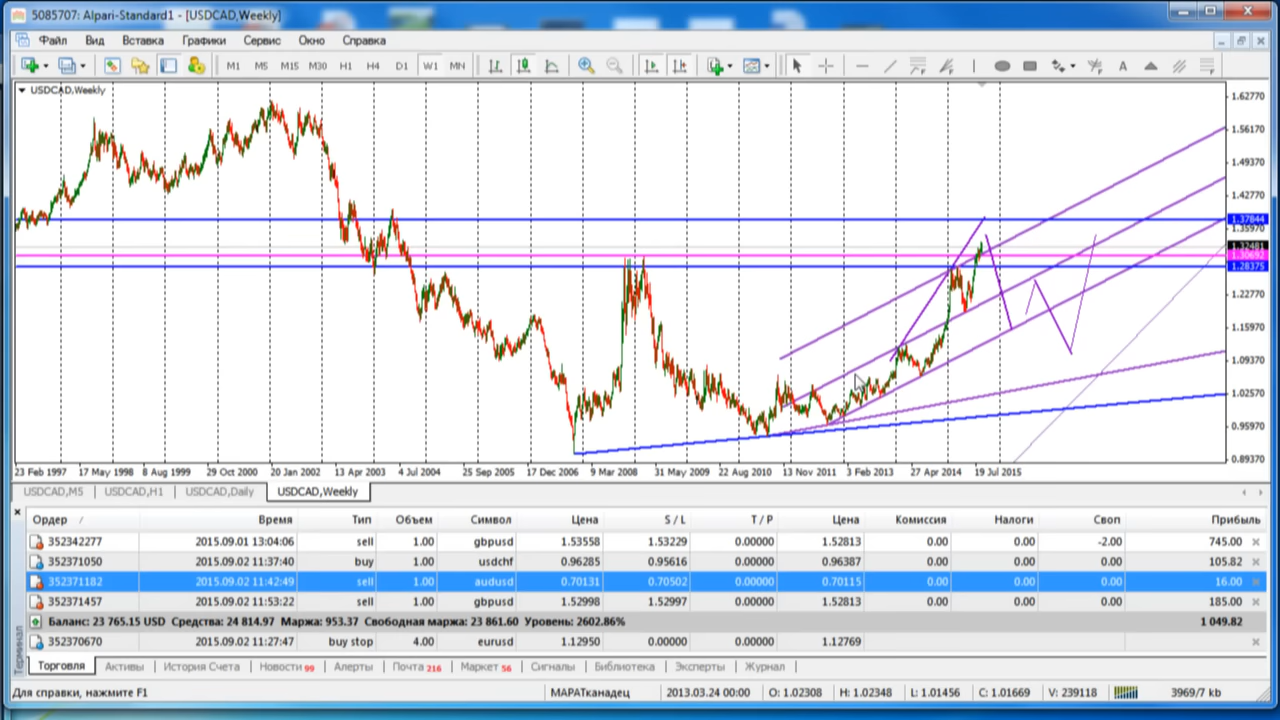 5085707: Alpari-Standard1 - [USDCAD,Weekly]
Файл Вид Вставка Графики Сервис Окно Справка
M1 M5 M15 M30 H1 H4 D1 W1 MN
USDCAD,Weekly
1.62770
1.56170
1.49370
1.42770
1.37844
1.35970
1.32481
1.30692
1.28375
1.22770
1.15970
1.09370
1.02570
0.95970
0.89370
23 Feb 1997 17 May 1998 8 Aug 1999 29 Oct 2000 20 Jan 2002 13 Apr 2003 4 Jul 2004 25 Sep 2005 17 Dec 2006 9 Mar 2008 31 May 2009 22 Aug 2010 13 Nov 2011 3 Feb 2013 27 Apr 2014 19 Jul 2015
USDCAD,M5 USDCAD,H1 USDCAD,Daily USDCAD,Weekly
Ордер / Время Тип Объем Символ Цена S / L T / P Цена Комиссия Налоги Своп Прибыль
352342277 2015.09.01 13:04:06 sell 1.00 gbpusd 1.53558 1.53229 0.00000 1.52813 0.00 0.00 -2.00 745.00
352371050 2015.09.02 11:37:40 buy 1.00 usdchf 0.96285 0.95616 0.00000 0.96387 0.00 0.00 0.00 105.82
352371182 2015.09.02 11:42:49 sell 1.00 audusd 0.70131 0.70502 0.00000 0.70115 0.00 0.00 0.00 16.00
352371457 2015.09.02 11:53:22 sell 1.00 gbpusd 1.52998 1.52997 0.00000 1.52813 0.00 0.00 0.00 185.00
Баланс: 23 765.15 USD Средства: 24 814.97 Маржа: 953.37 Свободная маржа: 23 861.60 Уровень: 2602.86% 1 049.82
352370670 2015.09.02 11:27:47 buy stop 4.00 eurusd 1.12950 0.00000 0.00000 1.12769
Терминал
Торговля Активы История Счета Новости 99 Алерты Почта 216 Маркет 56 Сигналы Библиотека Эксперты Журнал
Для справки, нажмите F1 МАРАТканадец 2013.03.24 00:00 O: 1.02308 H: 1.02348 L: 1.01456 C: 1.01669 V: 239118 3969/7 kb